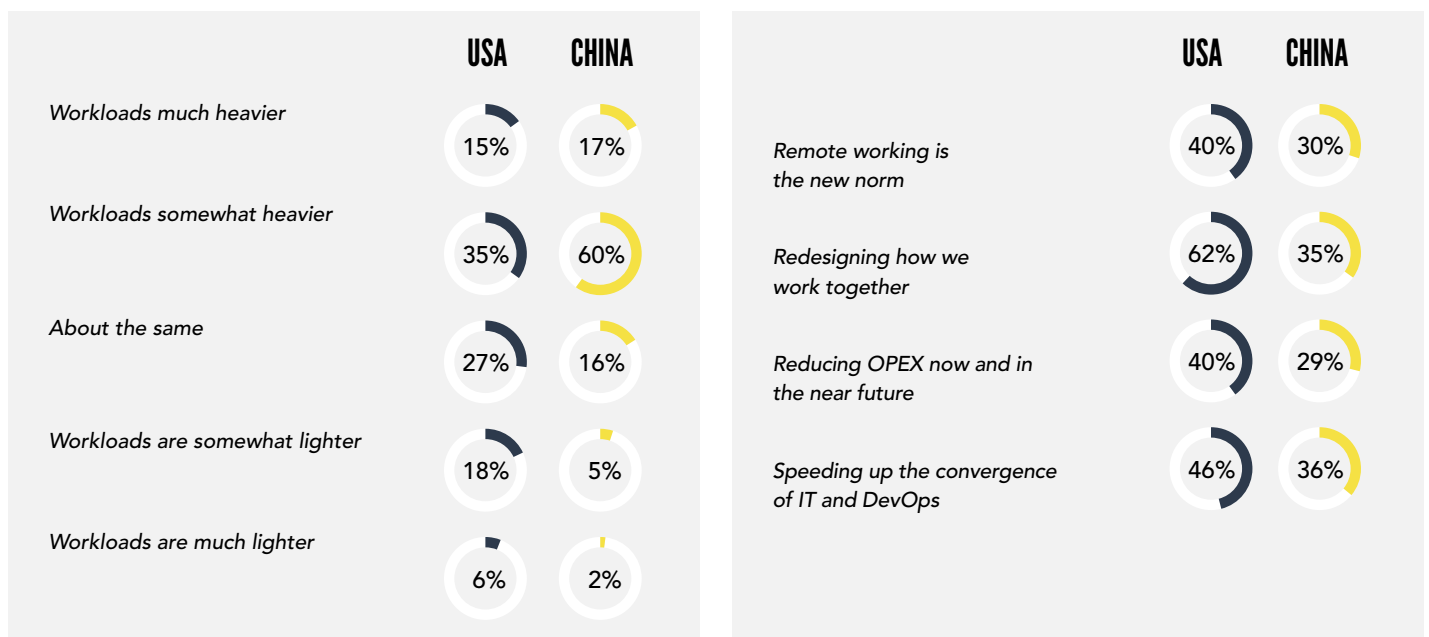 USA CHINA
Workloads much heavier
15% 17%
Workloads somewhat heavier
35% 60%
About the same
27% 16%
Workloads are somewhat lighter
18% 5%
Workloads are much lighter
6% 2%
USA CHINA
Remote working is
the new norm
40% 30%
Redesigning how we
work together
62% 35%
Reducing OPEX now and in
the near future
40% 29%
Speeding up the convergence
of IT and DevOps
46% 36%